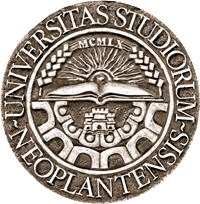 ~UNIVERSITAS STUDIORUM~
NEOPLANTENSIS
MCMLX